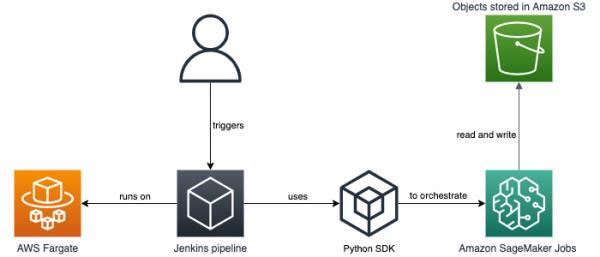 Objects stored in Amazon S3
triggers
read and write
runs on
uses
to orchestrate
AWS Fargate
Jenkins pipeline
Python SDK
Amazon SageMaker Jobs